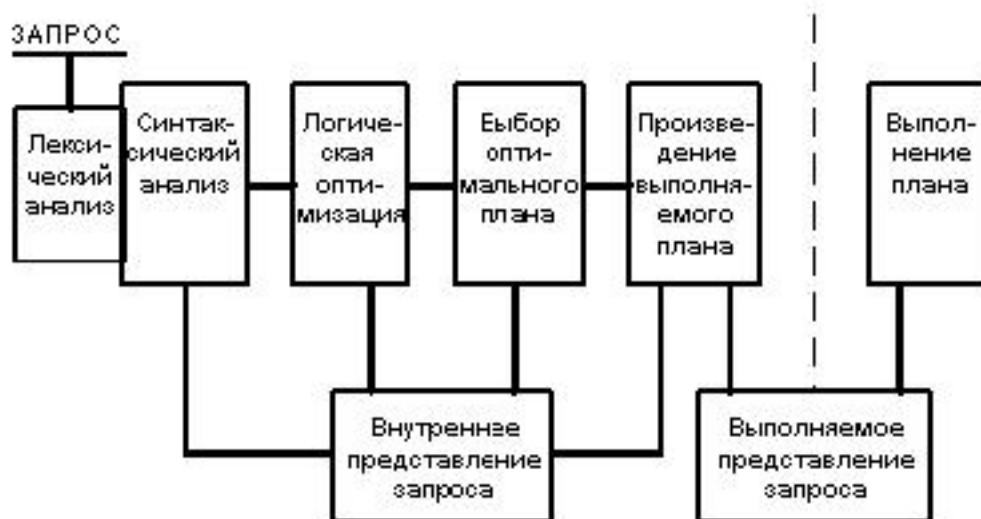 ЗАПРОС
Лекси-
ческий
анализ
Синтак-
сический
анализ
Логиче-
ская
опти-
мизация
Еыбор
опти-
мального
плана
Произве-
дение
выполня-
емого
плана
Выпол-
нение
плана
Внутреннее
представление
запроса
Выполняемое
представление
запроса